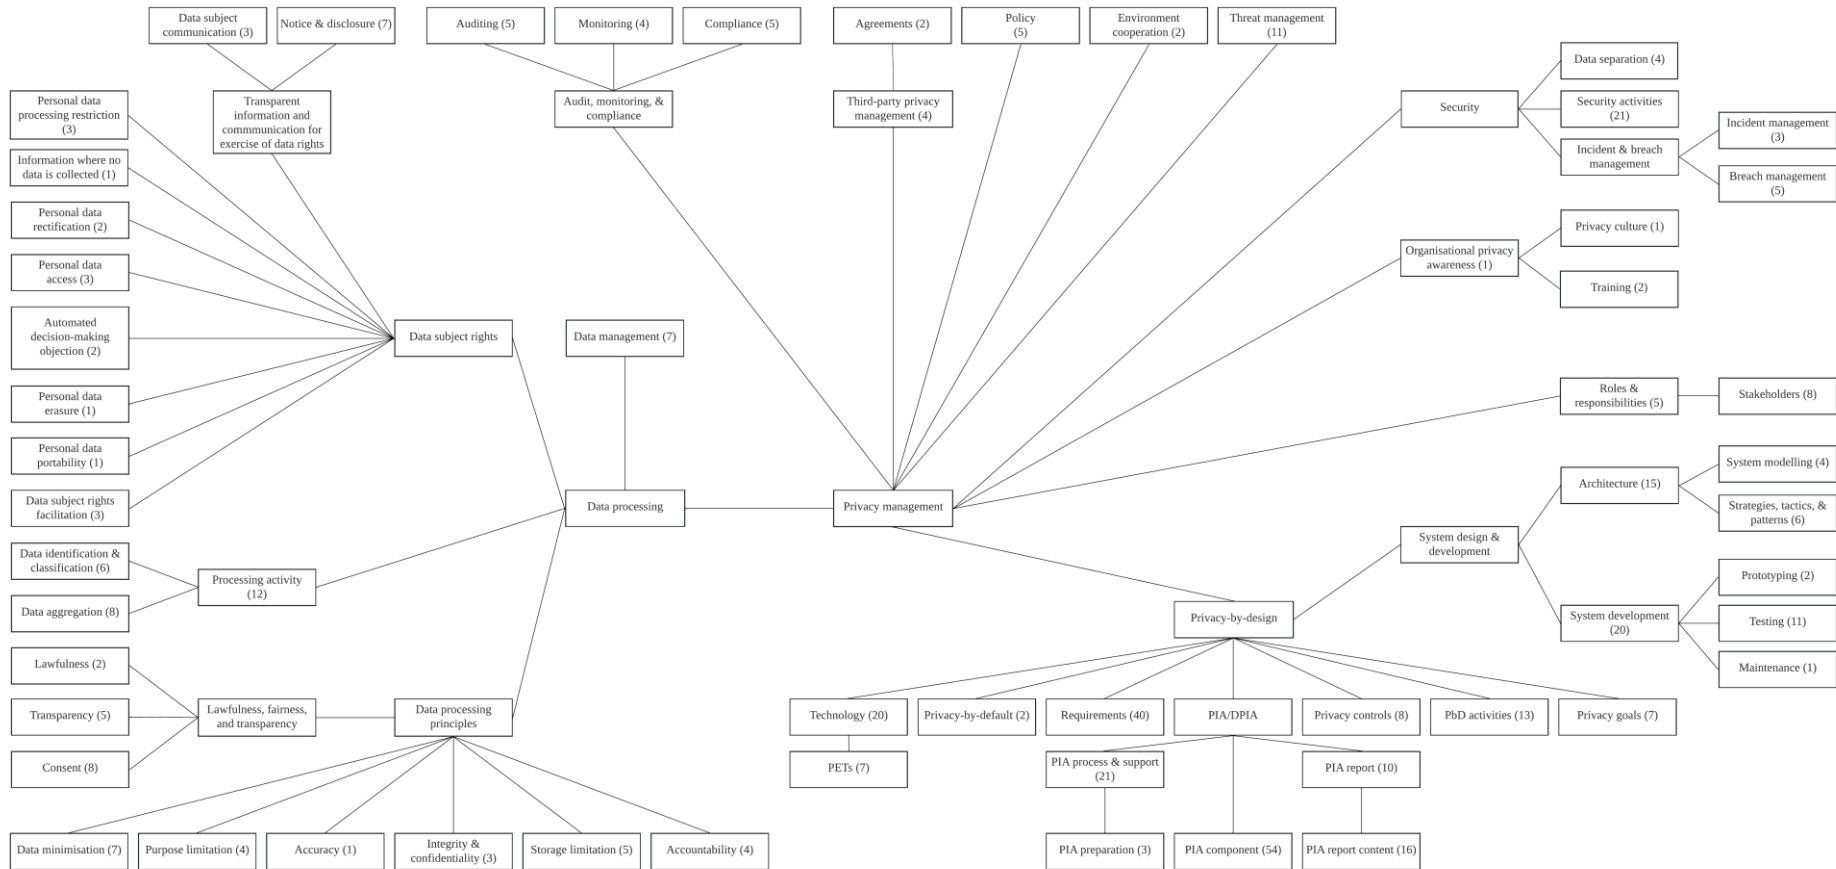 Data subject
communication (3)
Notice & disclosure (7)
Auditing (5)
Monitoring (4)
Compliance (5)
Agreements (2)
Policy
(5)
Environment
cooperation (2)
Threat management
(11)
Personal data
processing restriction
(3)
Transparent
information and
commmunication for
exercise of data rights
Audit, monitoring, &
compliance
Third-party privacy
management (4)
Security
Data separation (4)
Security activities
(21)
Incident & breach
management
Incident management
(3)
Breach management
(5)
Information where no
data is collected (1)
Personal data
rectification (2)
Personal data
access (3)
Automated
decision-making
objection (2)
Personal data
erasure (1)
Personal data
portability (1)
Data subject rights
facilitation (3)
Data subject rights
Data management (7)
Organisational privacy
awareness (1)
Privacy culture (1)
Training (2)
Roles &
responsibilities (5)
Stakeholders (8)
Data processing
Privacy management
System design &
development
Architecture (15)
System modelling (4)
Strategies, tactics, &
patterns (6)
System development
(20)
Prototyping (2)
Testing (11)
Maintenance (1)
Data identification &
classification (6)
Data aggregation (8)
Processing activity
(12)
Privacy-by-design
Lawfulness (2)
Transparency (5)
Consent (8)
Lawfulness, fairness,
and transparency
Data processing
principles
Technology (20)
Privacy-by-default (2)
Requirements (40)
PIA/DPIA
Privacy controls (8)
PbD activities (13)
Privacy goals (7)
PETs (7)
PIA process & support
(21)
PIA report (10)
Data minimisation (7)
Purpose limitation (4)
Accuracy (1)
Integrity &
confidentiality (3)
Storage limitation (5)
Accountability (4)
PIA preparation (3)
PIA component (54)
PIA report content (16)